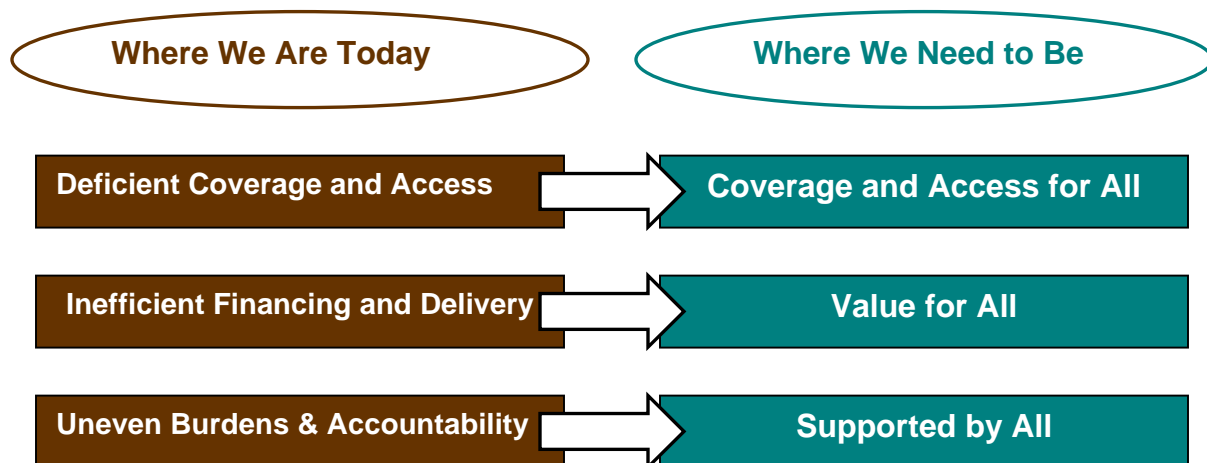 Where We Are Today
Where We Need to Be
Deficient Coverage and Access
Coverage and Access for All
Inefficient Financing and Delivery
Value for All
Uneven Burdens & Accountability
Supported by All